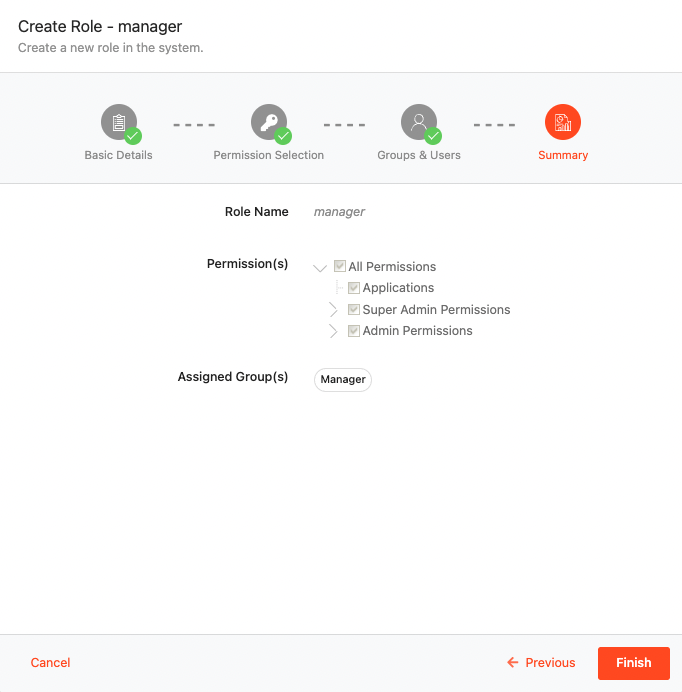 Create Role - manager
Create a new role in the system.
Basic Details
Permission Selection
Groups & Users
Summary
Role Name manager
Permission(s) All Permissions
Applications
Super Admin Permissions
Admin Permissions
Assigned Group(s) Manager
Cancel Previous Finish